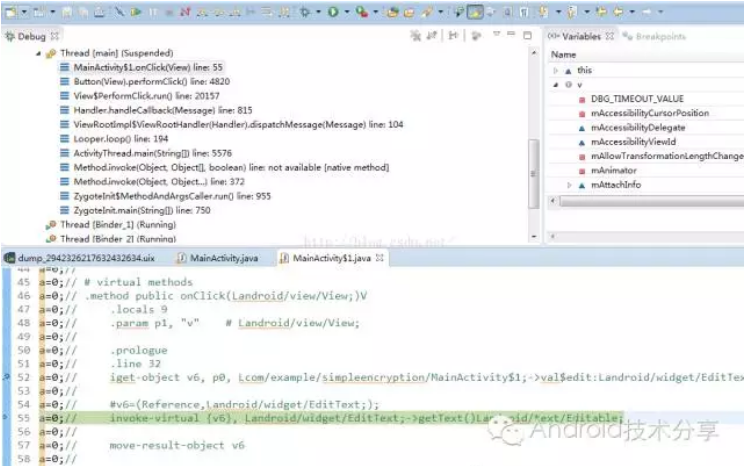 Debug
Variables
Breakpoints
Thread [main] (Suspended)
MainActivity$1.onClick(View) line: 55
Button(View).performClick() line: 4820
View$PerformClick.run() line: 20157
Handler.handleCallback(Message) line: 815
ViewRootImpl$ViewRootHandler(Handler).dispatchMessage(Message) line: 104
Looper.loop() line: 194
ActivityThread.main(String[]) line: 5576
Method.invoke(Object, Object[], boolean) line: not available [native method]
Method.invoke(Object, Object...) line: 372
ZygoteInit$MethodAndArgsCaller.run() line: 955
ZygoteInit.main(String[]) line: 750
Thread [Binder_1] (Running)
Thread [Binder_2] (Running)
Name
this
v
DBG_TIMEOUT_VALUE
mAccessibilityCursorPosition
mAccessibilityDelegate
mAccessibilityViewId
mAllowTransformationLengthChange
mAnimator
mAttachInfo
http://blog.csdn.net/
dump_2942326217632432634.uix
MainActivity.java
MainActivity$1.java
44 a=0;//
45 a=0;// # virtual methods
46 a=0;// .method public onClick(Landroid/view/View;)V
47 a=0;// .locals 9
48 a=0;// .param p1, "v" # Landroid/view/View;
49 a=0;//
50 a=0;// .prologue
51 a=0;// .line 32
52 a=0;// iget-object v6, p0, Lcom/example/simpleencryption/MainActivity$1;->val$edit:Landroid/widget/EditText
53 a=0;//
54 a=0;// #v6=(Reference,Landroid/widget/EditText;);
55 a=0;// invoke-virtual {v6}, Landroid/widget/EditText;->getText()Landroid/text/Editable;
56 a=0;//
57 a=0;// move-result-object v6
58 a=0;//
Android技术分享